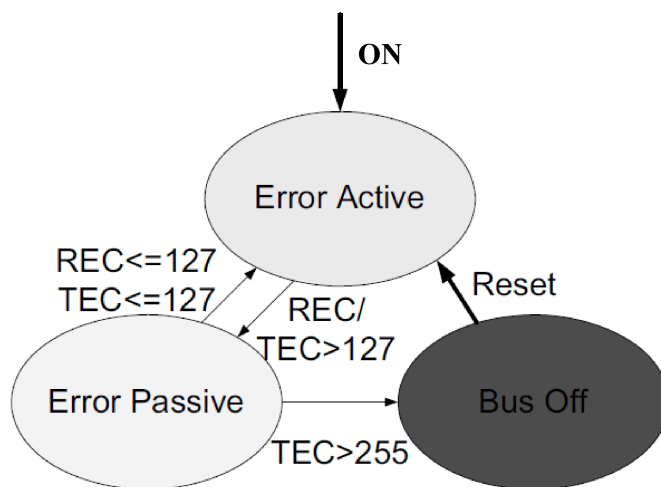 ON
Error Active
REC<=127
TEC<=127
REC/
TEC>127
Reset
Error Passive
Bus Off
TEC>255